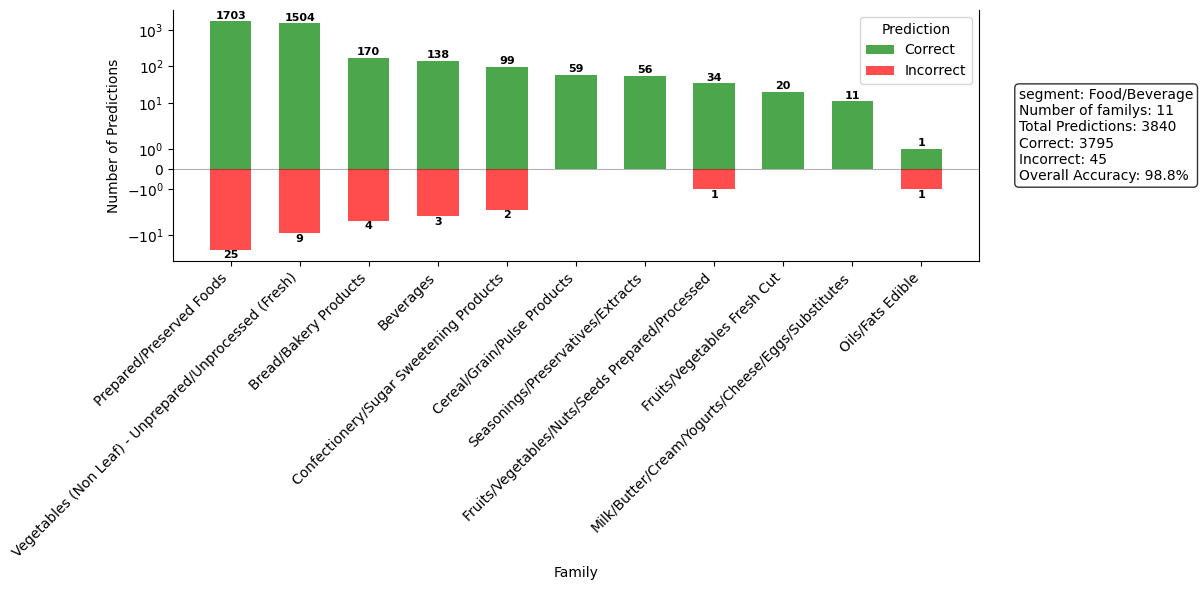 1703
1504
170
138
99
59
56
34
20
11
1
25
9
4
3
2
1
1
10³
10²
10¹
10⁰
0
−10⁰
−10¹
Number of Predictions
Prediction
Correct
Incorrect
segment: Food/Beverage
Number of familys: 11
Total Predictions: 3840
Correct: 3795
Incorrect: 45
Overall Accuracy: 98.8%
Prepared/Preserved Foods
Vegetables (Non Leaf) - Unprepared/Unprocessed (Fresh)
Bread/Bakery Products
Beverages
Confectionery/Sugar Sweetening Products
Cereal/Grain/Pulse Products
Seasonings/Preservatives/Extracts
Fruits/Vegetables/Nuts/Seeds Prepared/Processed
Fruits/Vegetables Fresh Cut
Milk/Butter/Cream/Yogurts/Cheese/Eggs/Substitutes
Oils/Fats Edible
Family